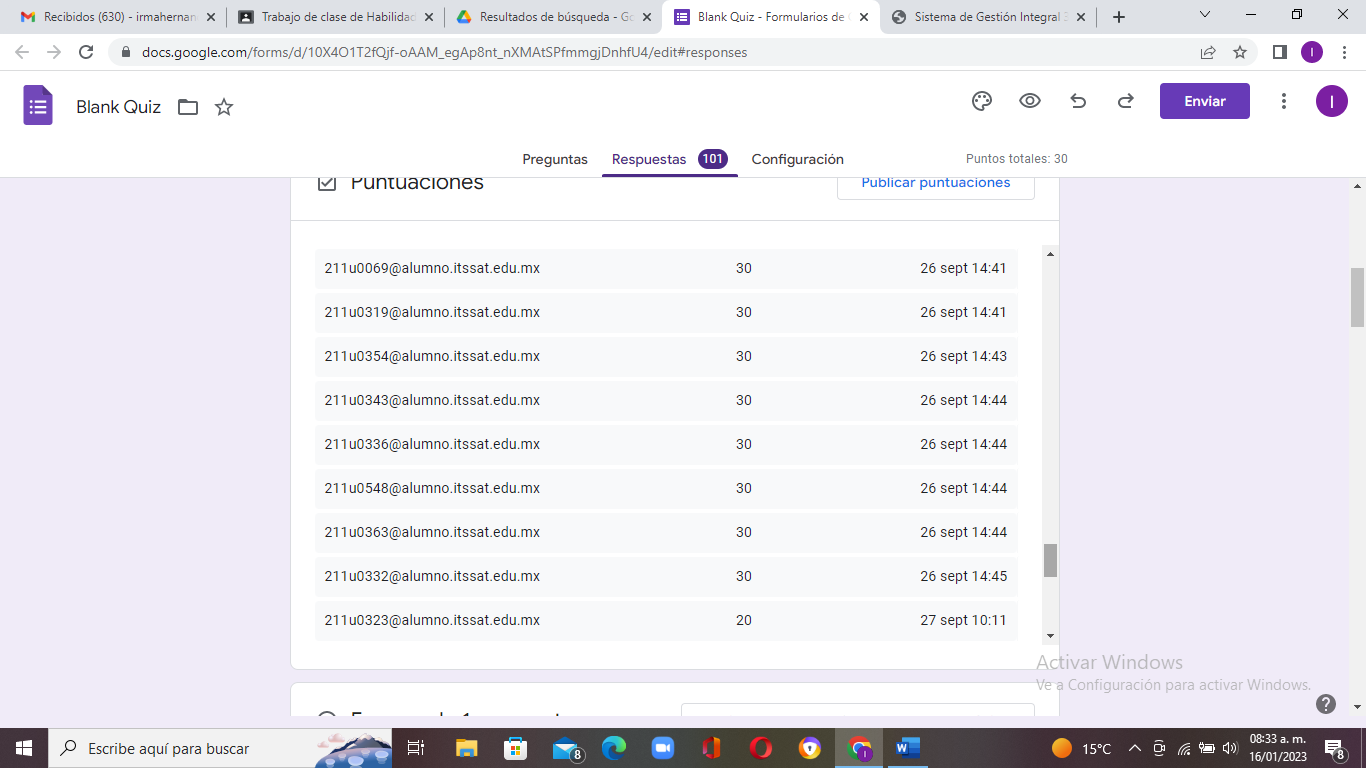 Recibidos (630) - irmahernan
Trabajo de clase de Habilidad
Resultados de búsqueda - Go
Blank Quiz - Formularios de
Sistema de Gestión Integral
docs.google.com/forms/d/10X4O1T2fQjf-oAAM_egAp8nt_nXMAtSPfmmgjDnhfU4/edit#responses
I
Blank Quiz
Enviar
I
Preguntas
Respuestas 101
Configuración
Puntos totales: 30
Puntuaciones
Publicar puntuaciones
211u0069@alumno.itssat.edu.mx 30 26 sept 14:41
211u0319@alumno.itssat.edu.mx 30 26 sept 14:41
211u0354@alumno.itssat.edu.mx 30 26 sept 14:43
211u0343@alumno.itssat.edu.mx 30 26 sept 14:44
211u0336@alumno.itssat.edu.mx 30 26 sept 14:44
211u0548@alumno.itssat.edu.mx 30 26 sept 14:44
211u0363@alumno.itssat.edu.mx 30 26 sept 14:44
211u0332@alumno.itssat.edu.mx 30 26 sept 14:45
211u0323@alumno.itssat.edu.mx 20 27 sept 10:11
Activar Windows
Ve a Configuración para activar Windows.
Escribe aquí para buscar
8
15°C
08:33 a. m.
16/01/2023
8